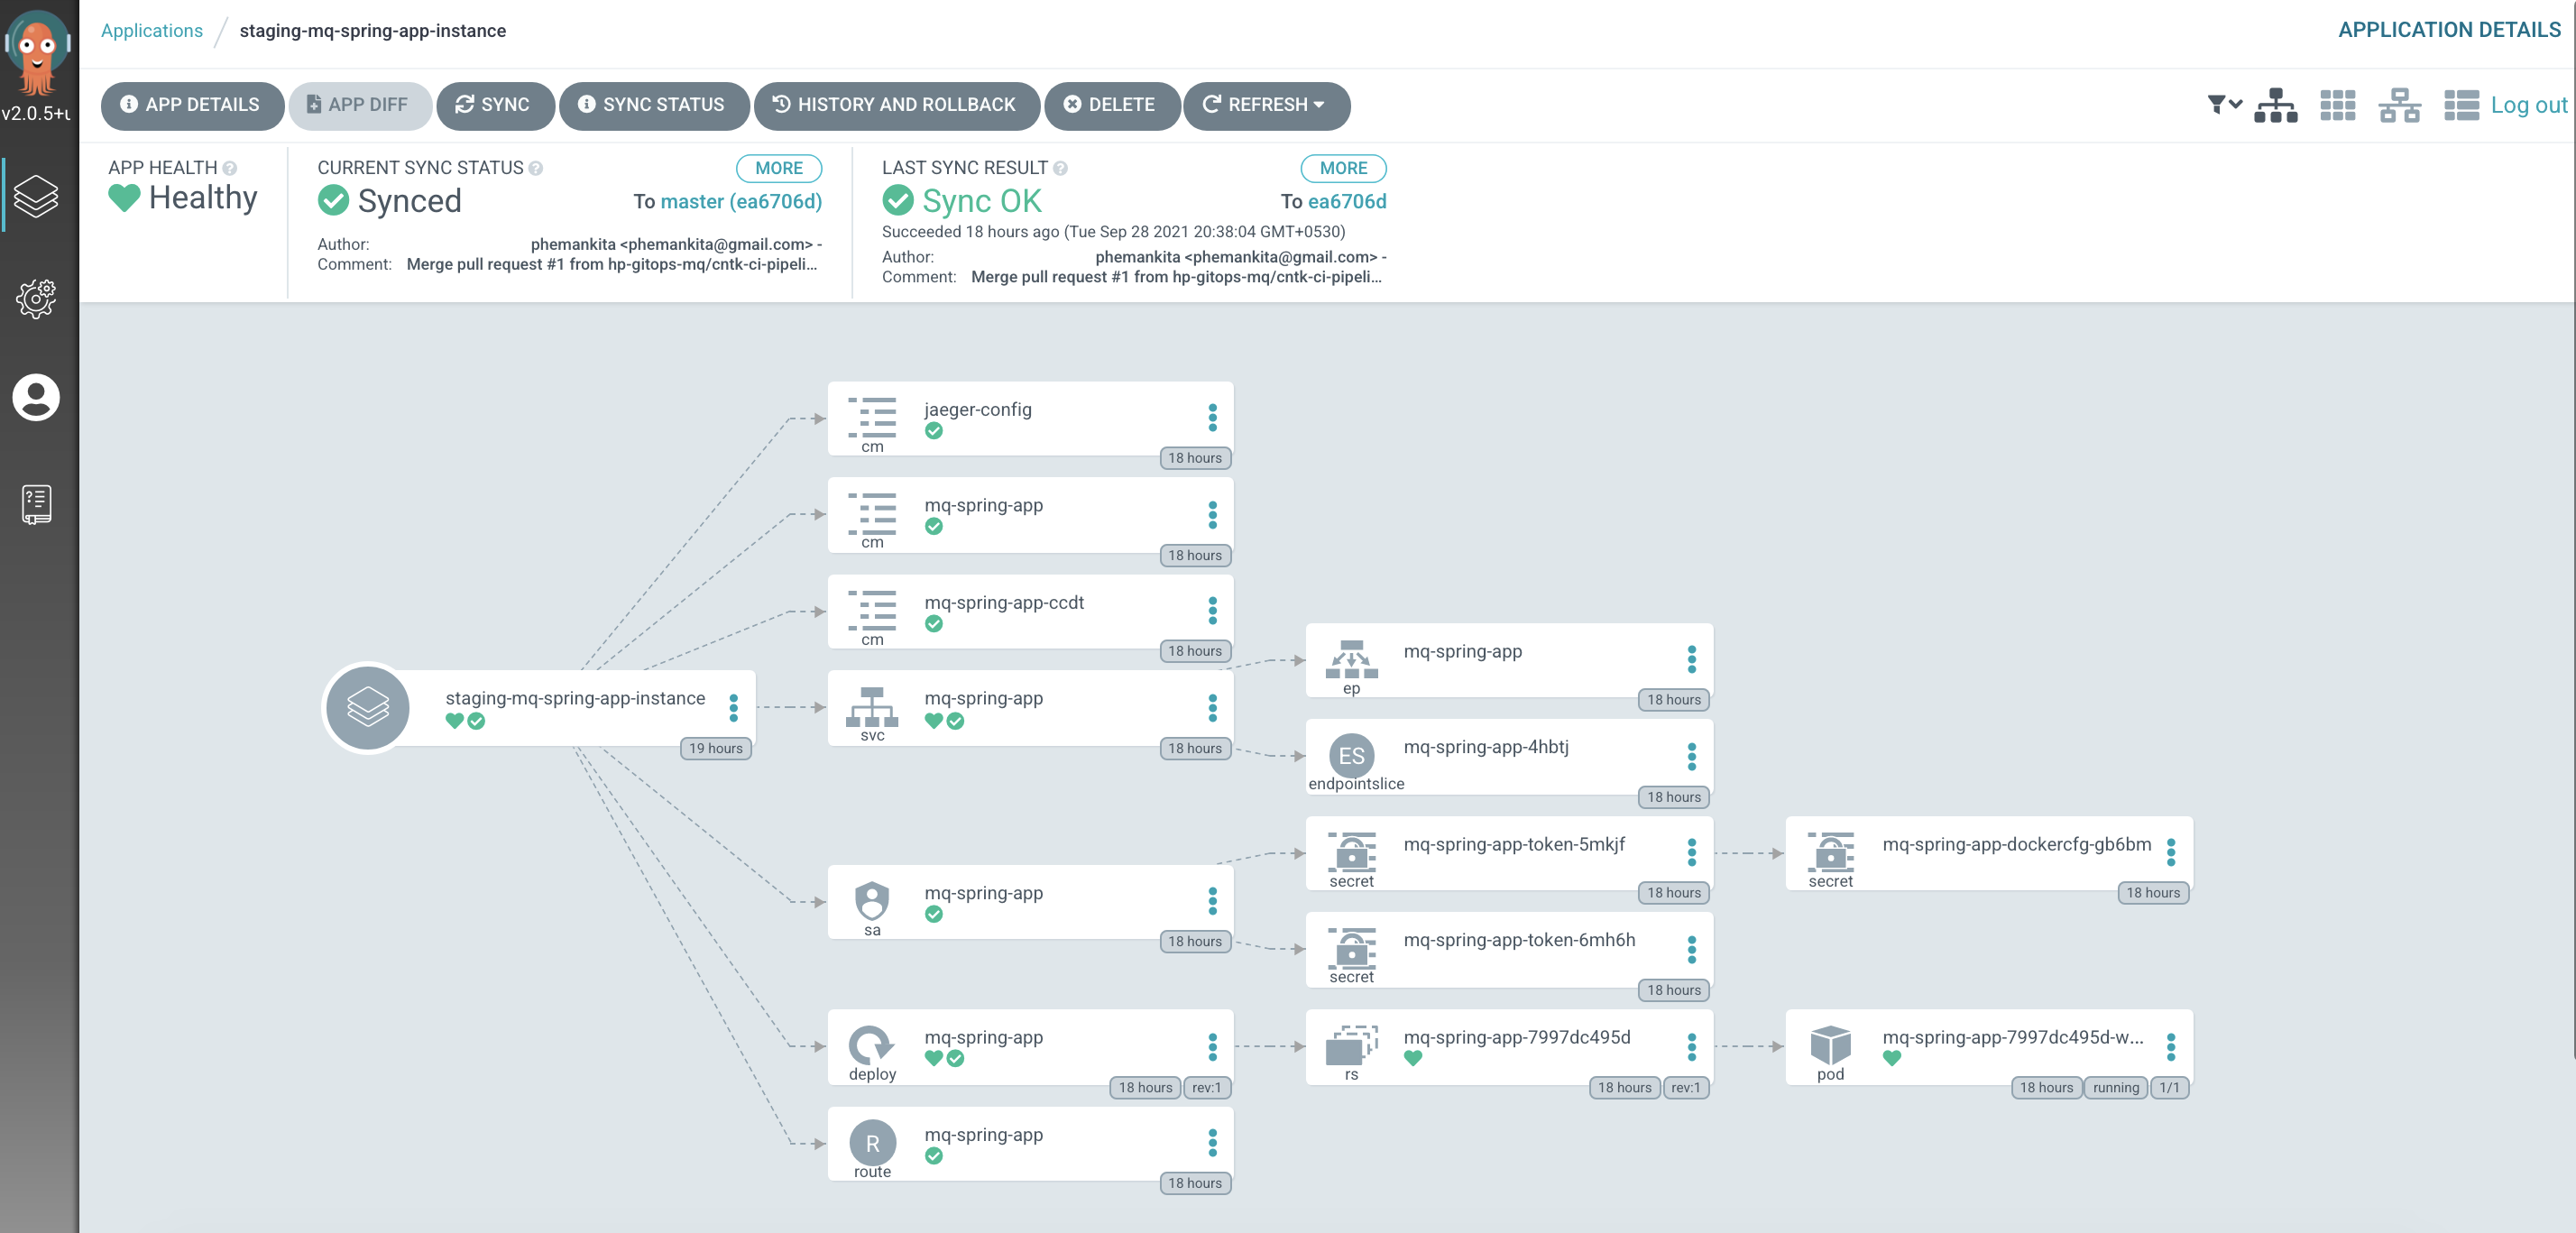 Applications / staging-mq-spring-app-instance
APPLICATION DETAILS
v2.0.5+u
APP DETAILS
APP DIFF
SYNC
SYNC STATUS
HISTORY AND ROLLBACK
DELETE
REFRESH
Log out
APP HEALTH
Healthy
CURRENT SYNC STATUS
MORE
Synced
To master (ea6706d)
Author: phemankita <phemankita@gmail.com> -
Comment: Merge pull request #1 from hp-gitops-mq/cntk-ci-pipeli...
LAST SYNC RESULT
MORE
Sync OK
To ea6706d
Succeeded 18 hours ago (Tue Sep 28 2021 20:38:04 GMT+0530)
Author: phemankita <phemankita@gmail.com> -
Comment: Merge pull request #1 from hp-gitops-mq/cntk-ci-pipeli...
staging-mq-spring-app-instance
19 hours
jaeger-config
cm
18 hours
mq-spring-app
cm
18 hours
mq-spring-app-ccdt
cm
18 hours
mq-spring-app
svc
18 hours
mq-spring-app
ep
18 hours
ES
mq-spring-app-4hbtj
endpointslice
18 hours
mq-spring-app
sa
18 hours
mq-spring-app-token-5mkjf
secret
18 hours
mq-spring-app-dockercfg-gb6bm
secret
18 hours
mq-spring-app-token-6mh6h
secret
18 hours
mq-spring-app
deploy
18 hours rev:1
mq-spring-app-7997dc495d
rs
18 hours rev:1
mq-spring-app-7997dc495d-w...
pod
18 hours running 1/1
R
mq-spring-app
route
18 hours